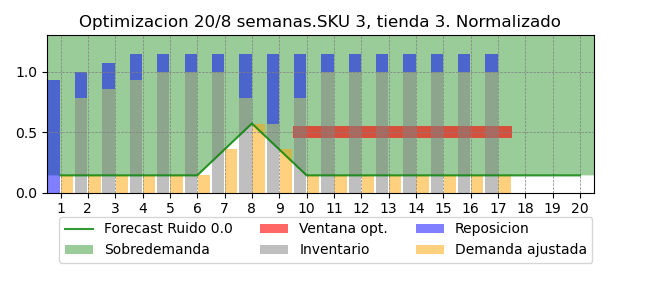 Optimizacion 20/8 semanas.SKU 3, tienda 3. Normalizado
1.0
0.5
0.0
1 2 3 4 5 6 7 8 9 10 11 12 13 14 15 16 17 18 19 20
Forecast Ruido 0.0 Ventana opt. Reposicion
Sobredemanda Inventario Demanda ajustada